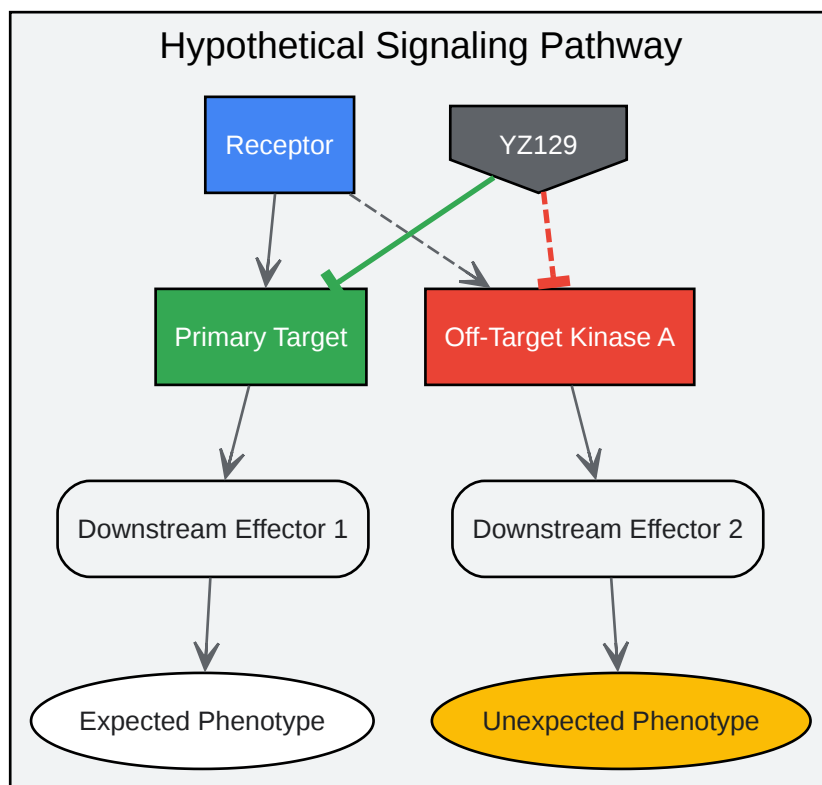 Hypothetical Signaling Pathway
Receptor
YZ129
Primary Target
Off-Target Kinase A
Downstream Effector 1
Downstream Effector 2
Expected Phenotype
Unexpected Phenotype